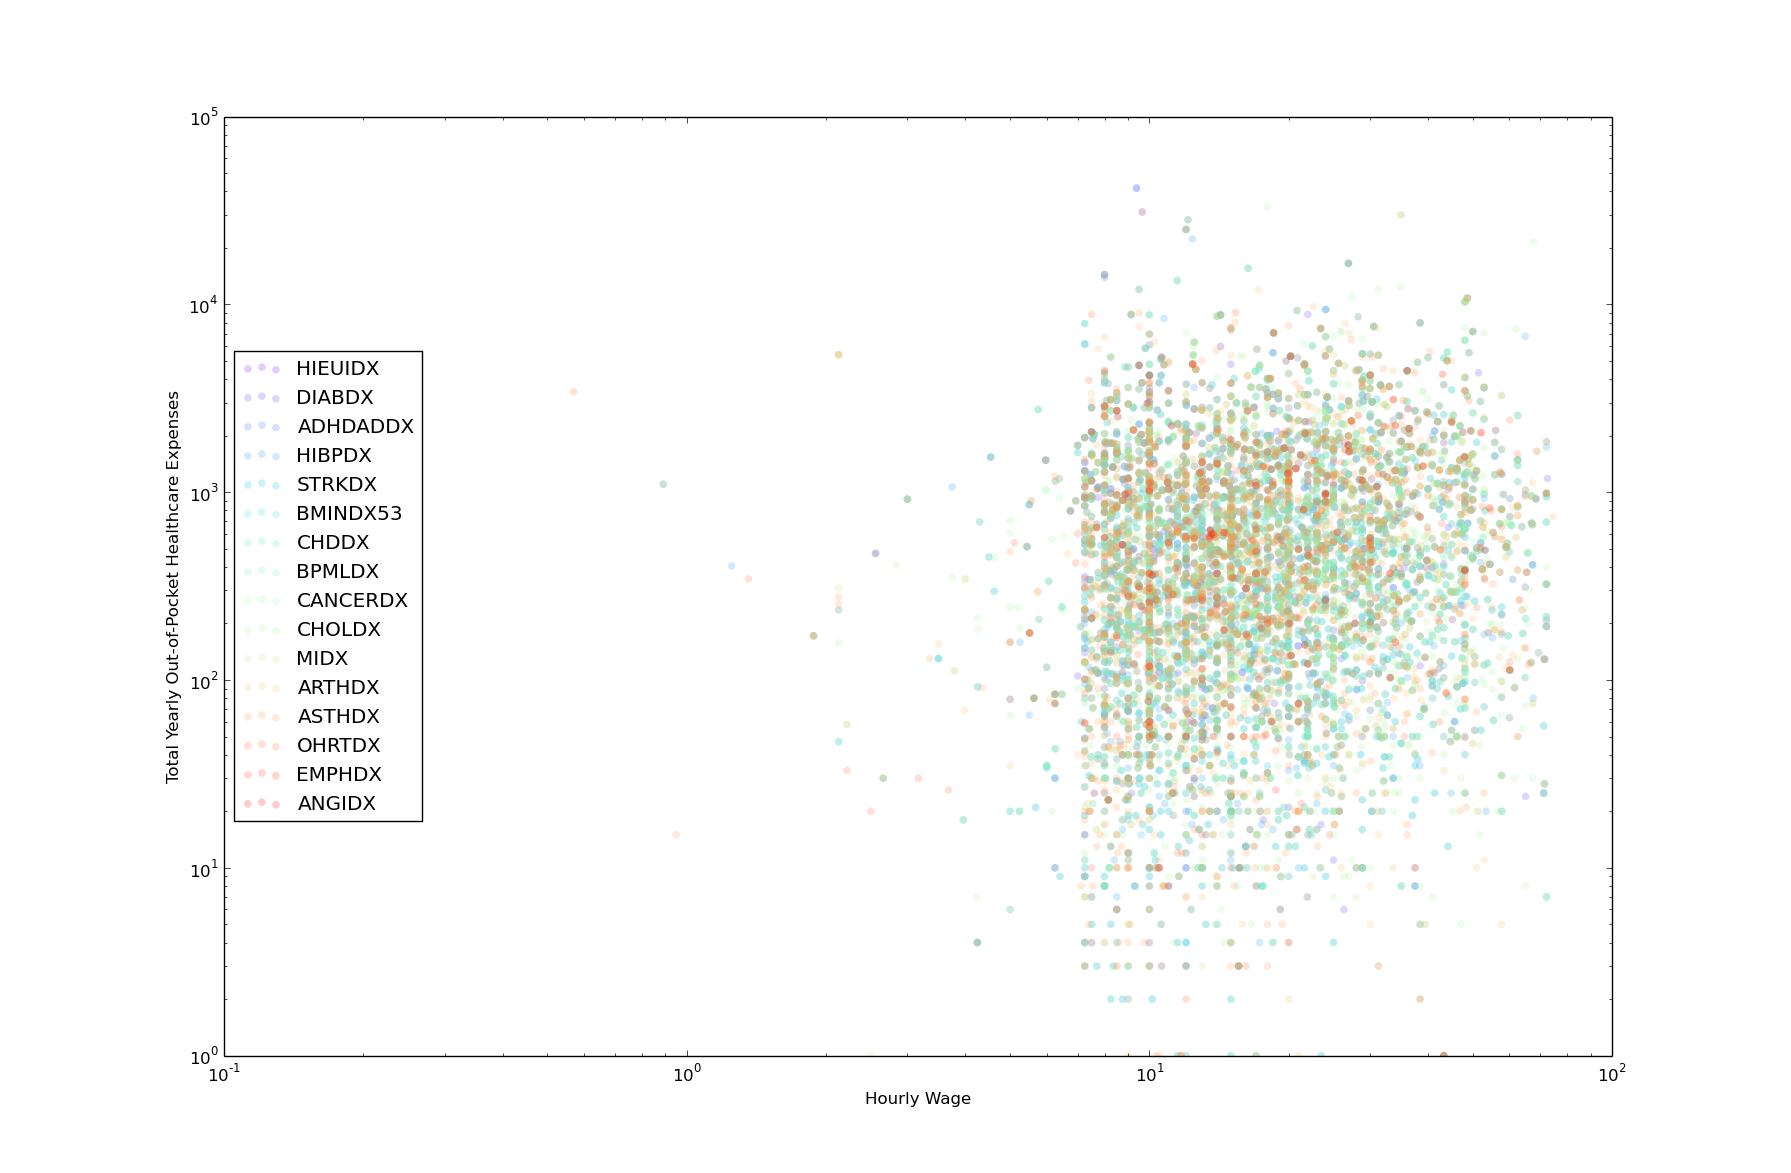 10^5
10^4
10^3
10^2
10^1
10^0
Total Yearly Out-of-Pocket Healthcare Expenses
HIEUIDX
DIABDX
ADHDADDX
HIBPDX
STRKDX
BMINDX53
CHDDX
BPMLDX
CANCERDX
CHOLDX
MIDX
ARTHDX
ASTHDX
OHRTDX
EMPHDX
ANGIDX
10^-1 10^0 10^1 10^2
Hourly Wage